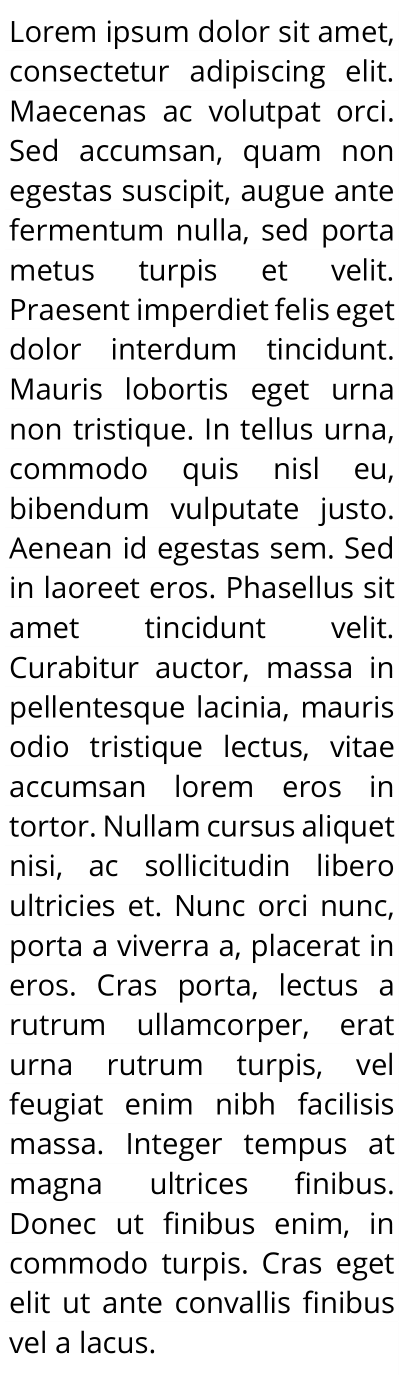 Lorem ipsum dolor sit amet,
consectetur adipiscing elit.
Maecenas ac volutpat orci.
Sed accumsan, quam non
egestas suscipit, augue ante
fermentum nulla, sed porta
metus turpis et velit.
Praesent imperdiet felis eget
dolor interdum tincidunt.
Mauris lobortis eget urna
non tristique. In tellus urna,
commodo quis nisl eu,
bibendum vulputate justo.
Aenean id egestas sem. Sed
in laoreet eros. Phasellus sit
amet tincidunt velit.
Curabitur auctor, massa in
pellentesque lacinia, mauris
odio tristique lectus, vitae
accumsan lorem eros in
tortor. Nullam cursus aliquet
nisi, ac sollicitudin libero
ultricies et. Nunc orci nunc,
porta a viverra a, placerat in
eros. Cras porta, lectus a
rutrum ullamcorper, erat
urna rutrum turpis, vel
feugiat enim nibh facilisis
massa. Integer tempus at
magna ultrices finibus.
Donec ut finibus enim, in
commodo turpis. Cras eget
elit ut ante convallis finibus
vel a lacus.